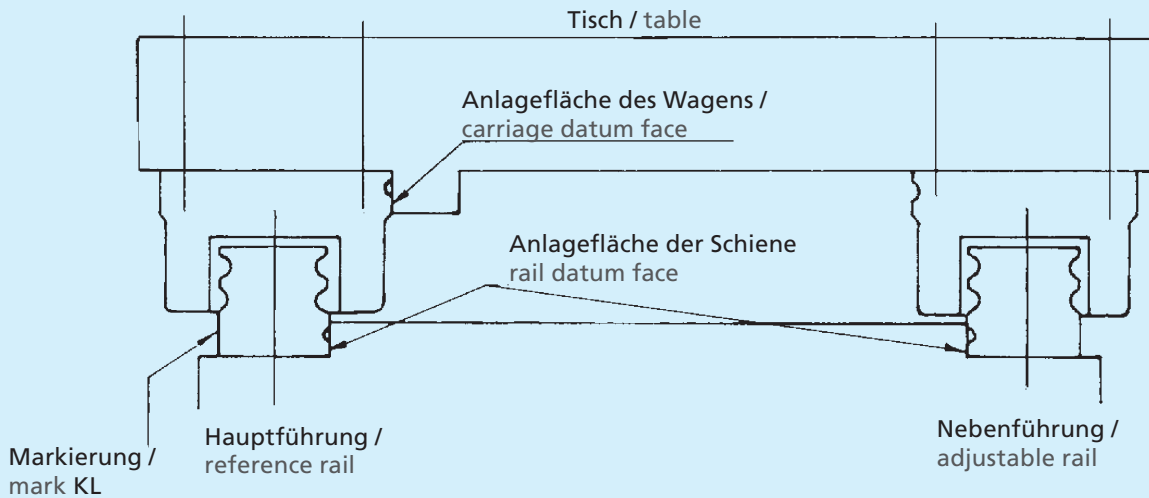 Tisch / table
Anlagefläche des Wagens /
carriage datum face
Anlagefläche der Schiene
rail datum face
Markierung /
mark KL
Hauptführung /
reference rail
Nebenführung /
adjustable rail